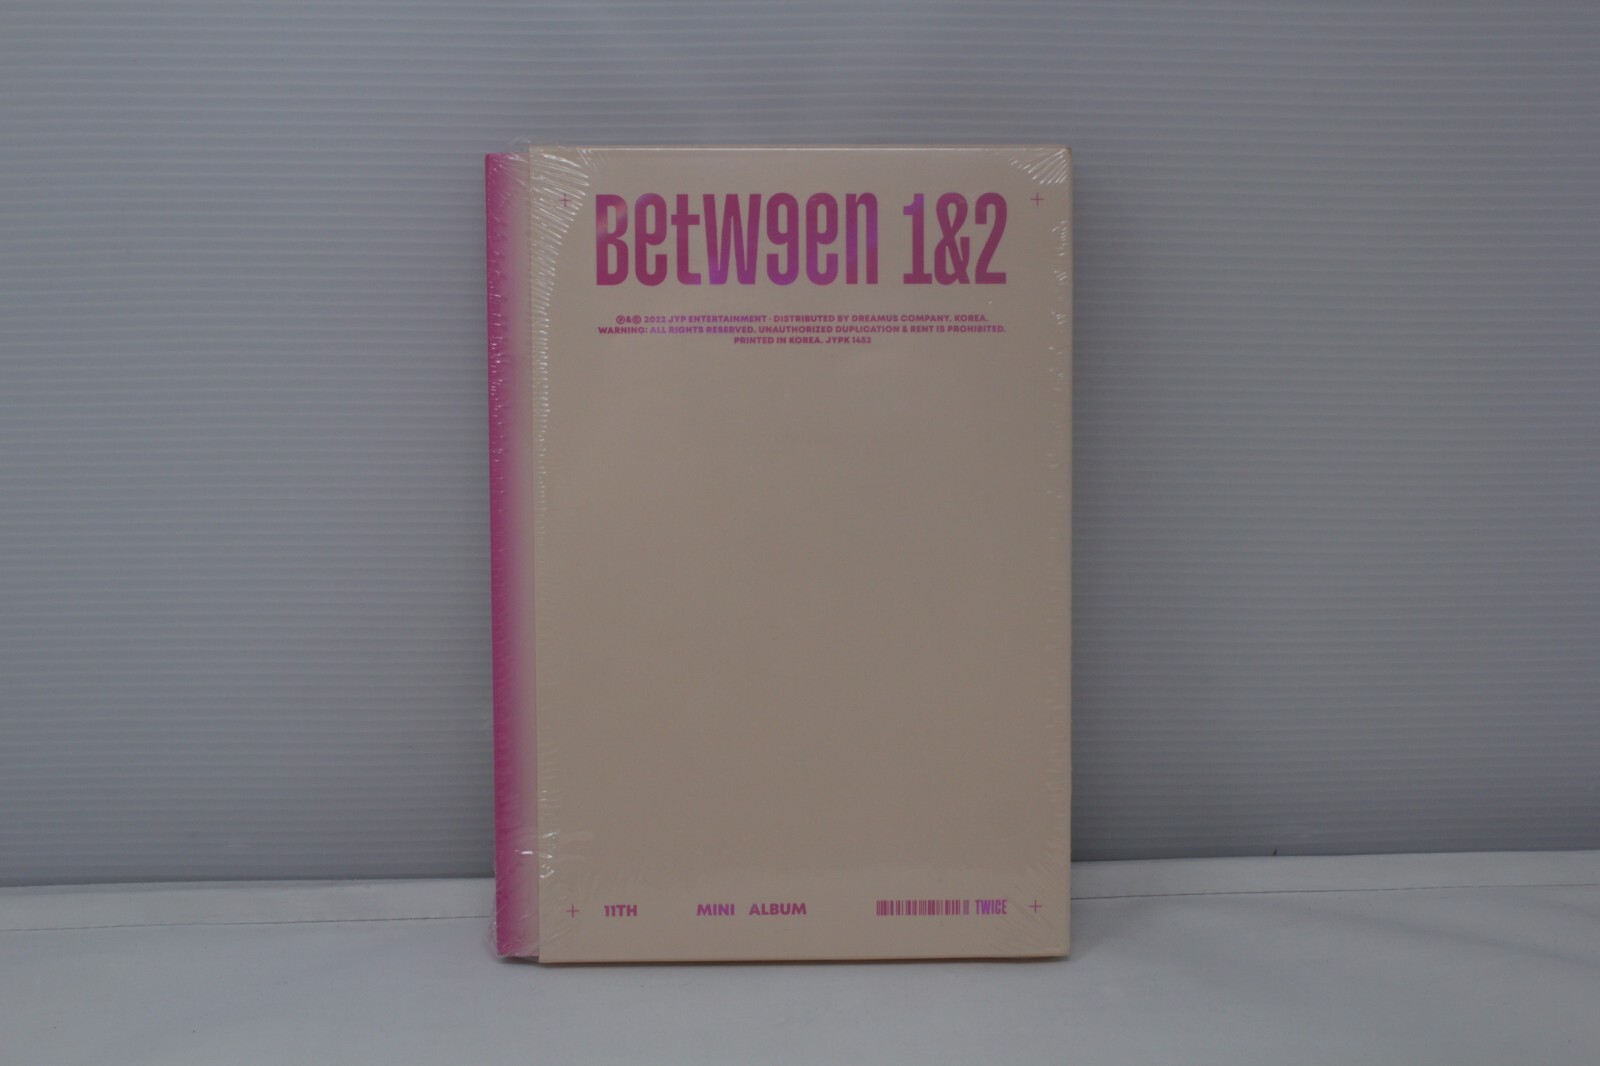 BetW9en 1&2
℗&© 2022 JYP ENTERTAINMENT · DISTRIBUTED BY DREAMUS COMPANY. KOREA.
WARNING: ALL RIGHTS RESERVED. UNAUTHORIZED DUPLICATION & RENT IS PROHIBITED.
PRINTED IN KOREA. JYPK 1452
11TH MINI ALBUM TWICE